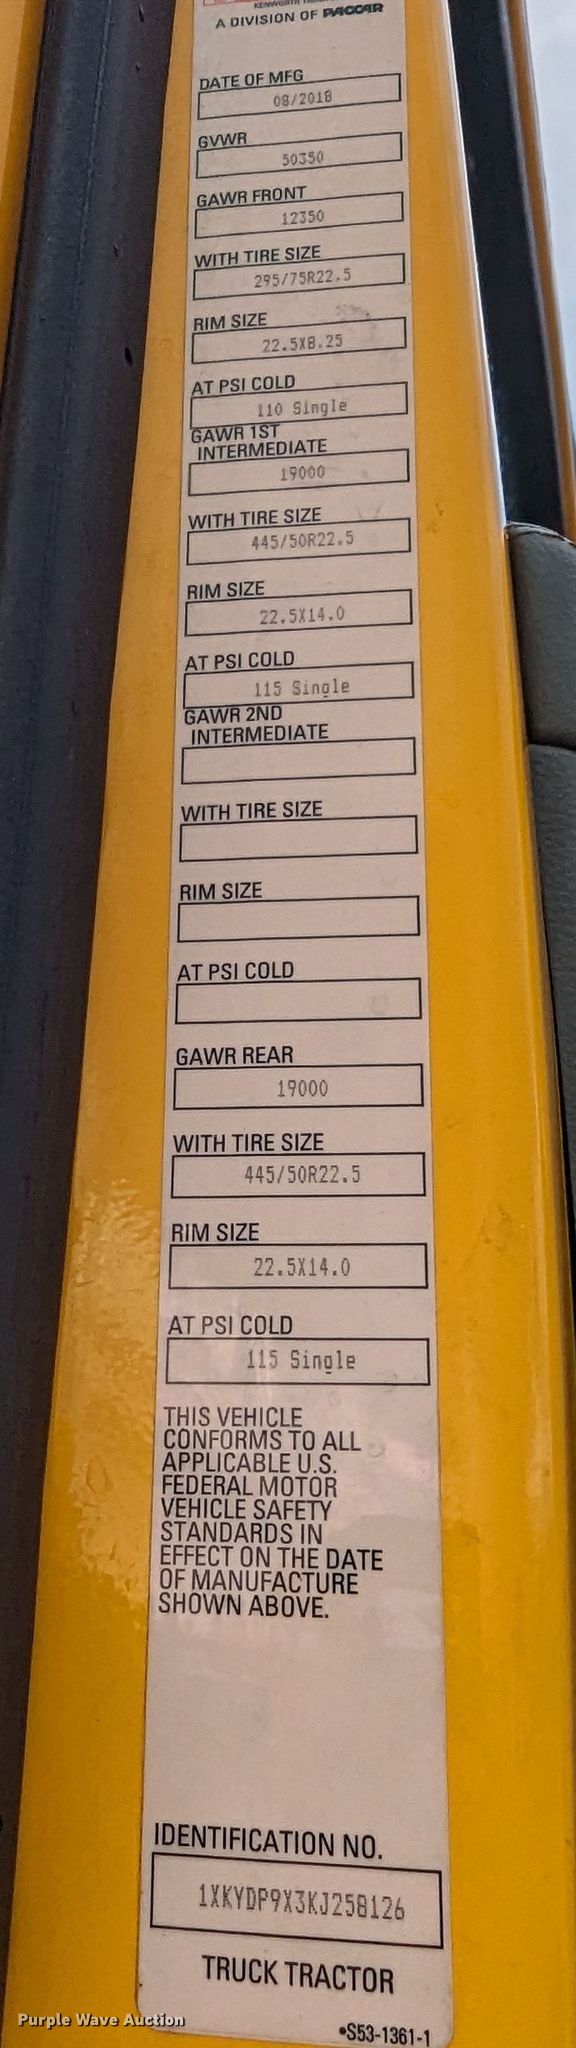 A DIVISION OF PACCAR
DATE OF MFG
08/2018
GVWR
50350
GAWR FRONT
12350
WITH TIRE SIZE
295/75R22.5
RIM SIZE
22.5X8.25
AT PSI COLD
110 Single
GAWR 1ST
INTERMEDIATE
19000
WITH TIRE SIZE
445/50R22.5
RIM SIZE
22.5X14.0
AT PSI COLD
115 Single
GAWR 2ND
INTERMEDIATE
WITH TIRE SIZE
RIM SIZE
AT PSI COLD
GAWR REAR
19000
WITH TIRE SIZE
445/50R22.5
RIM SIZE
22.5X14.0
AT PSI COLD
115 Single
THIS VEHICLE
CONFORMS TO ALL
APPLICABLE U.S.
FEDERAL MOTOR
VEHICLE SAFETY
STANDARDS IN
EFFECT ON THE DATE
OF MANUFACTURE
SHOWN ABOVE.
IDENTIFICATION NO.
1XKYDP9X3KJ258126
TRUCK TRACTOR
•S53-1361-1
Purple Wave Auction